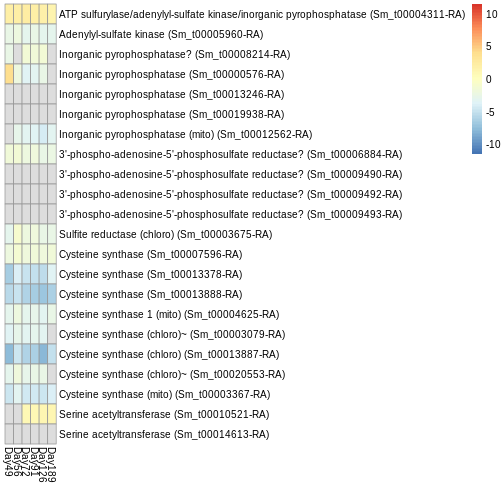 ATP sulfurylase/adenylyl-sulfate kinase/inorganic pyrophosphatase (Sm_t00004311-RA)
Adenylyl-sulfate kinase (Sm_t00005960-RA)
Inorganic pyrophosphatase? (Sm_t00008214-RA)
Inorganic pyrophosphatase (Sm_t00000576-RA)
Inorganic pyrophosphatase (Sm_t00013246-RA)
Inorganic pyrophosphatase (Sm_t00019938-RA)
Inorganic pyrophosphatase (mito) (Sm_t00012562-RA)
3'-phospho-adenosine-5'-phosphosulfate reductase? (Sm_t00006884-RA)
3'-phospho-adenosine-5'-phosphosulfate reductase? (Sm_t00009490-RA)
3'-phospho-adenosine-5'-phosphosulfate reductase? (Sm_t00009492-RA)
3'-phospho-adenosine-5'-phosphosulfate reductase? (Sm_t00009493-RA)
Sulfite reductase (chloro) (Sm_t00003675-RA)
Cysteine synthase (Sm_t00007596-RA)
Cysteine synthase (Sm_t00013378-RA)
Cysteine synthase (Sm_t00013888-RA)
Cysteine synthase 1 (mito) (Sm_t00004625-RA)
Cysteine synthase (chloro)~ (Sm_t00003079-RA)
Cysteine synthase (chloro) (Sm_t00013887-RA)
Cysteine synthase (chloro)~ (Sm_t00020553-RA)
Cysteine synthase (mito) (Sm_t00003367-RA)
Serine acetyltransferase (Sm_t00010521-RA)
Serine acetyltransferase (Sm_t00014613-RA)
10
5
0
-5
-10
Day49
Day56
Day72
Day91
Day126
Day189